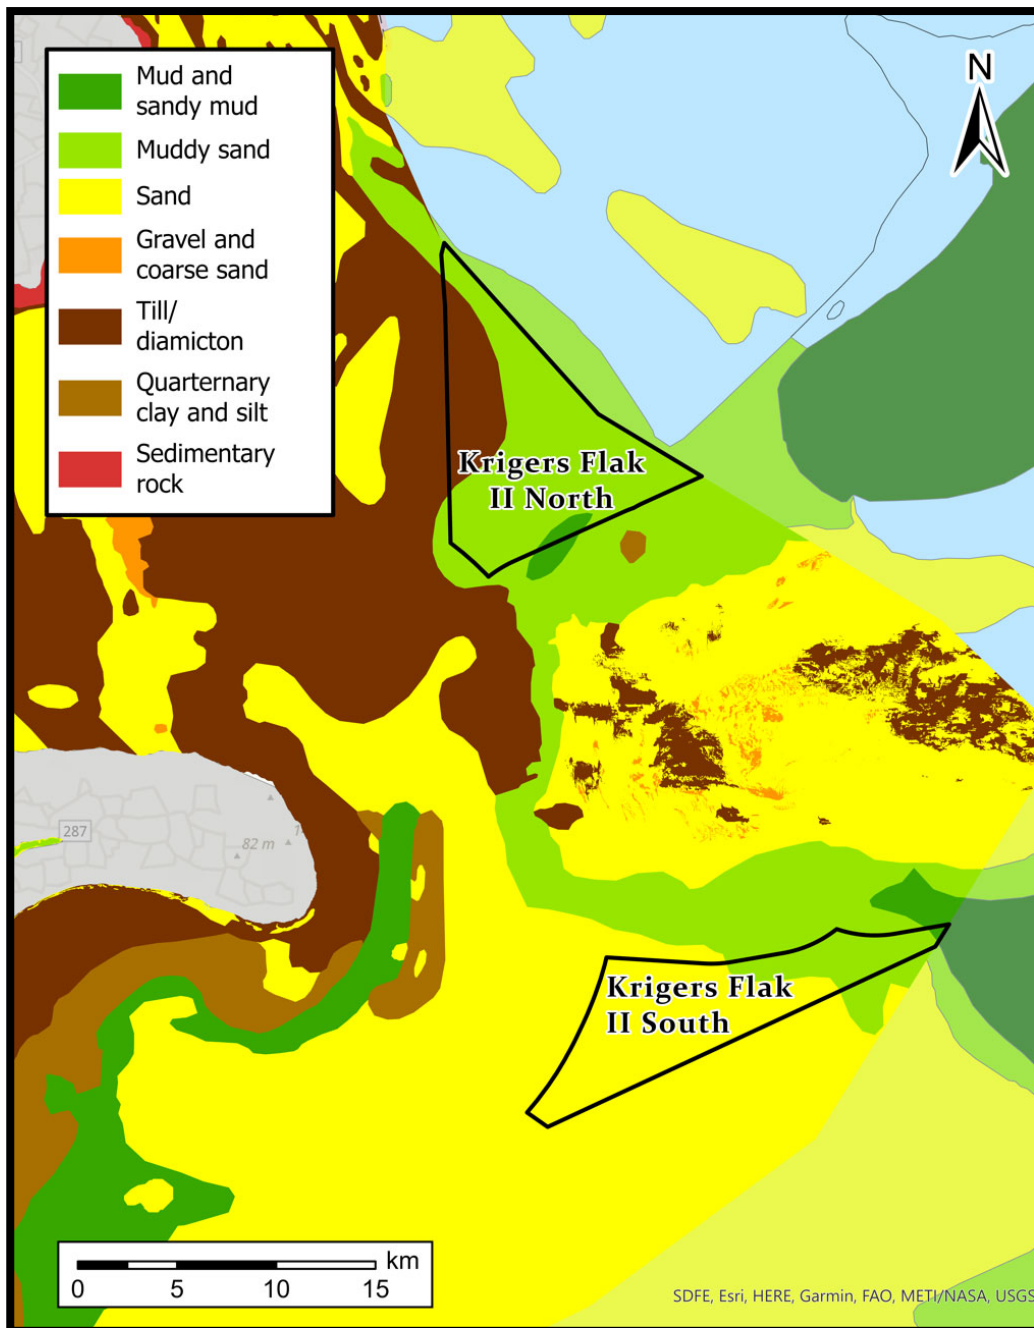 N
Mud and
sandy mud
Muddy sand
Sand
Gravel and
coarse sand
Till/
diamicton
Quarternary
clay and silt
Sedimentary
rock
Krigers Flak
II North
287
82 m
Krigers Flak
II South
km
0 5 10 15
SDFE, Esri, HERE, Garmin, FAO, METI/NASA, USGS